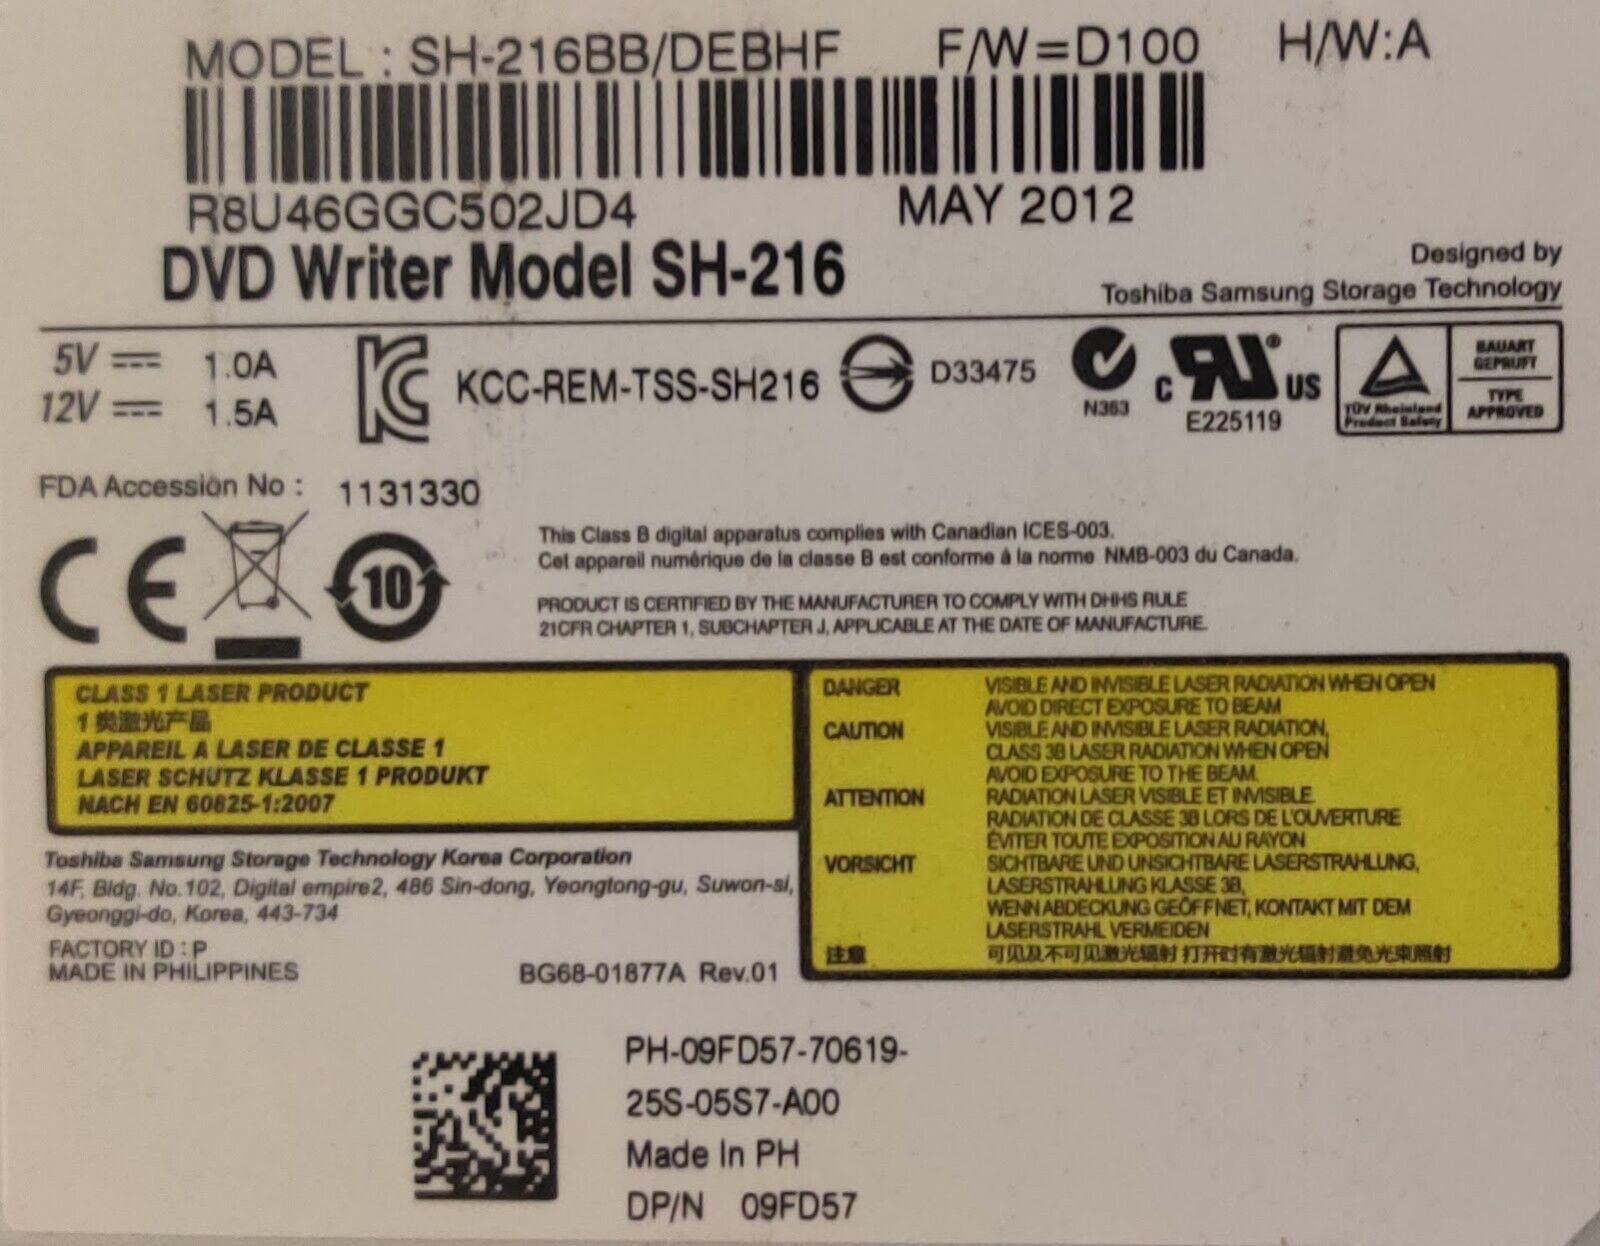 MODEL : SH-216BB/DEBHF F/W=D100 H/W:A
R8U46GGC502JD4 MAY 2012
DVD Writer Model SH-216
Designed by
Toshiba Samsung Storage Technology
5V 1.0A
12V 1.5A
KCC-REM-TSS-SH216
D33475
N363
c RU® US
E225119
TÜV Rheinland
Product Safety
BAUART
GEPRÜFT
TYPE
APPROVED
FDA Accession No : 1131330
CE
10
This Class B digital apparatus complies with Canadian ICES-003.
Cet appareil numérique de la classe B est conforme à la norme NMB-003 du Canada.
PRODUCT IS CERTIFIED BY THE MANUFACTURER TO COMPLY WITH DHHS RULE
21CFR CHAPTER 1, SUBCHAPTER J, APPLICABLE AT THE DATE OF MANUFACTURE.
CLASS 1 LASER PRODUCT
1 类激光产品
APPAREIL A LASER DE CLASSE 1
LASER SCHUTZ KLASSE 1 PRODUKT
NACH EN 60825-1:2007
DANGER VISIBLE AND INVISIBLE LASER RADIATION WHEN OPEN
AVOID DIRECT EXPOSURE TO BEAM
CAUTION VISIBLE AND INVISIBLE LASER RADIATION,
CLASS 3B LASER RADIATION WHEN OPEN
AVOID EXPOSURE TO THE BEAM.
ATTENTION RADIATION LASER VISIBLE ET INVISIBLE.
RADIATION DE CLASSE 3B LORS DE L'OUVERTURE
ÉVITER TOUTE EXPOSITION AU RAYON
VORSICHT SICHTBARE UND UNSICHTBARE LASERSTRAHLUNG,
LASERSTRAHLUNG KLASSE 3B,
WENN ABDECKUNG GEÖFFNET, KONTAKT MIT DEM
LASERSTRAHL VERMEIDEN
注意 可见及不可见激光辐射 打开时有激光辐射避免光束照射
Toshiba Samsung Storage Technology Korea Corporation
14F, Bldg. No.102, Digital empire2, 486 Sin-dong, Yeongtong-gu, Suwon-si,
Gyeonggi-do, Korea, 443-734
FACTORY ID : P
MADE IN PHILIPPINES BG68-01877A Rev.01
PH-09FD57-70619-
25S-05S7-A00
Made In PH
DP/N 09FD57